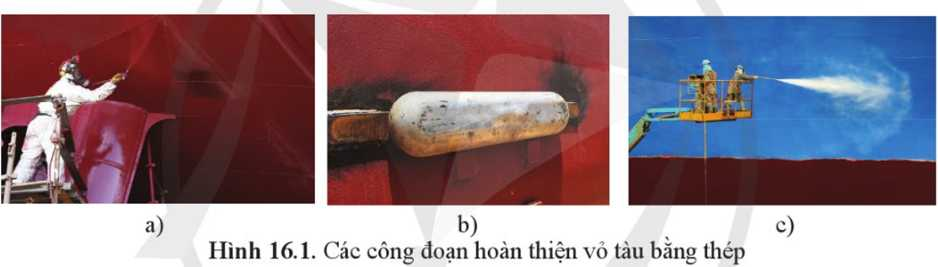 a) b) c)
Hình 16.1. Các công đoạn hoàn thiện vỏ tàu bằng thép